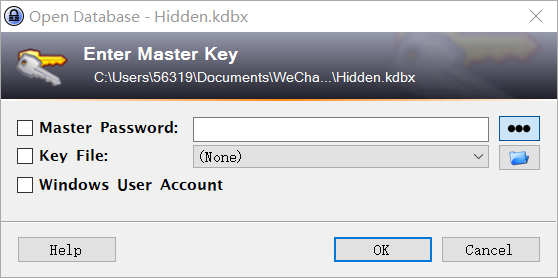 Open Database - Hidden.kdbx
Enter Master Key
C:\Users\56319\Documents\WeCha...\Hidden.kdbx
Master Password:
Key File: (None)
Windows User Account
Help OK Cancel